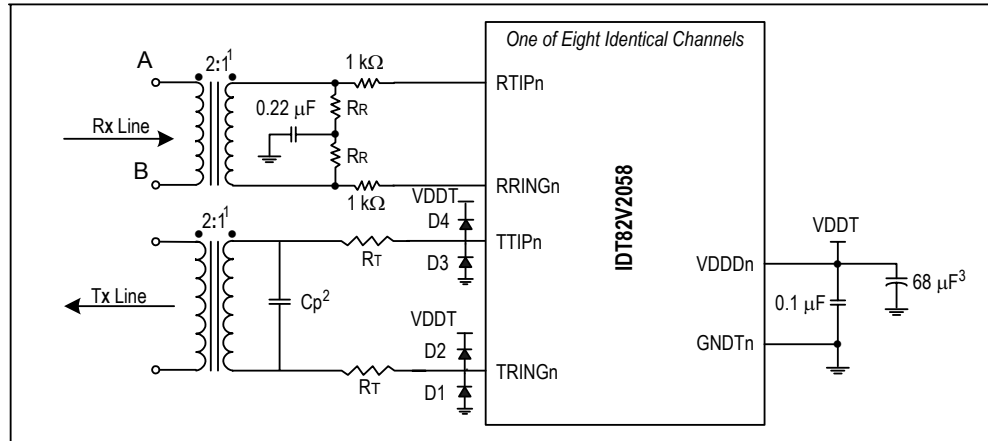 One of Eight Identical Channels
A
2:1¹
1 kΩ
RTIPn
0.22 µF
RR
Rx Line
RR
B
RRINGn
1 kΩ
VDDT
D4
2:1¹
TTIPn
RT
D3
IDT82V2058
VDDT
VDDDn
68 µF³
0.1 µF
Tx Line
Cp²
VDDT
GNDTn
D2
TRINGn
RT
D1